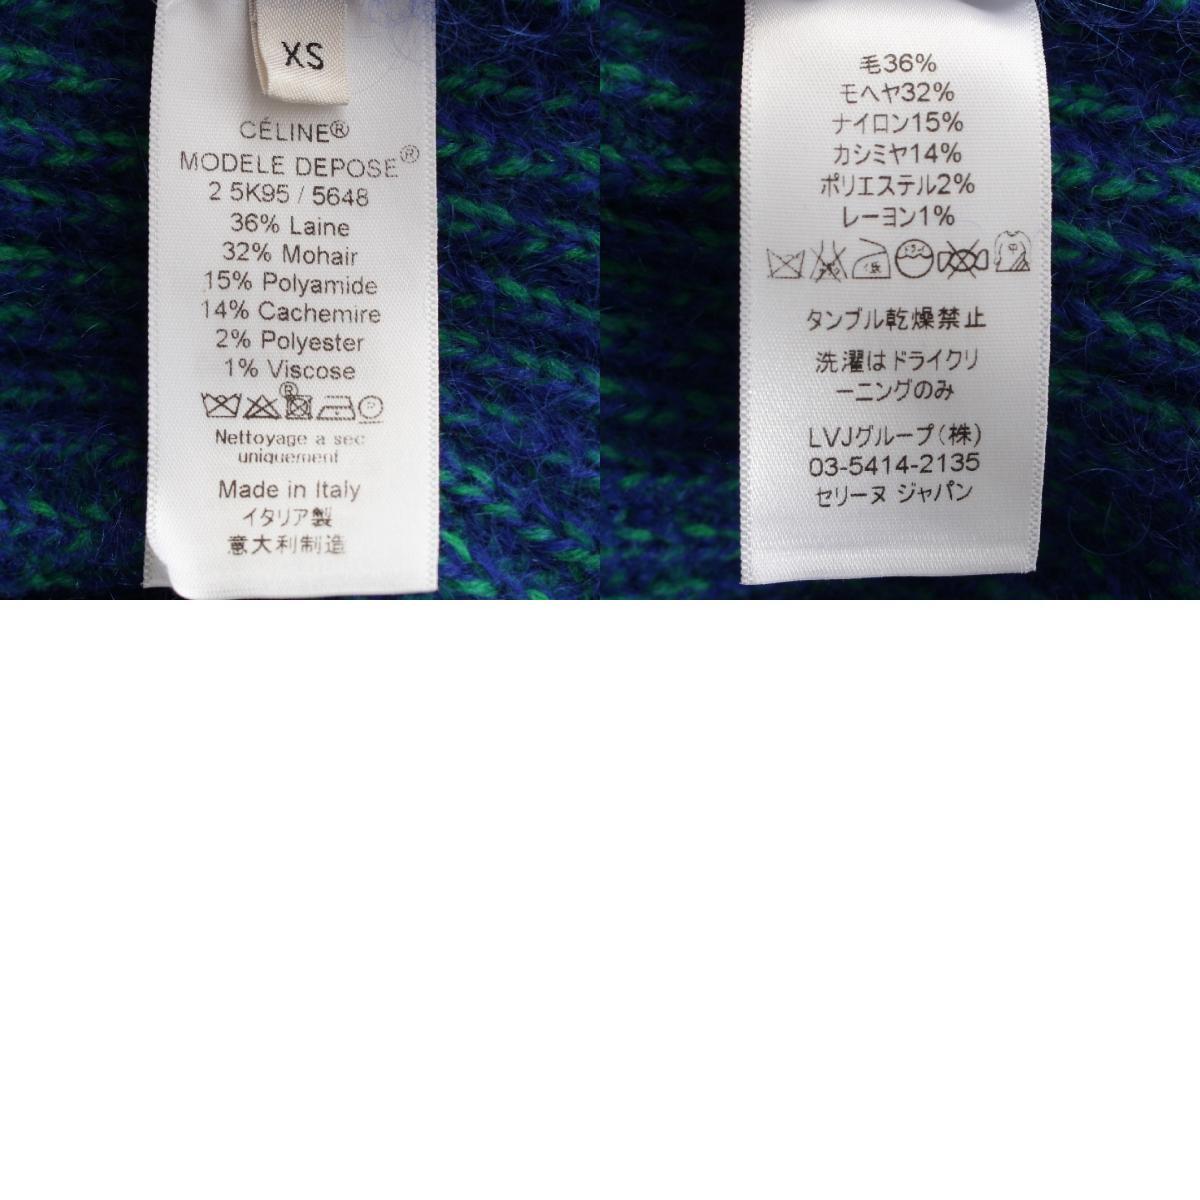 XS
CÉLINE®
MODELE DEPOSE®
2 5K95 / 5648
36% Laine
32% Mohair
15% Polyamide
14% Cachemire
2% Polyester
1% Viscose
®
P
Nettoyage a sec
uniquement
Made in Italy
イタリア製
意大利制造
毛36%
モヘヤ32%
ナイロン15%
カシミヤ14%
ポリエステル2%
レーヨン1%
タンブル乾燥禁止
洗濯はドライクリ
ーニングのみ
LVJグループ(株)
03-5414-2135
セリーヌ ジャパン